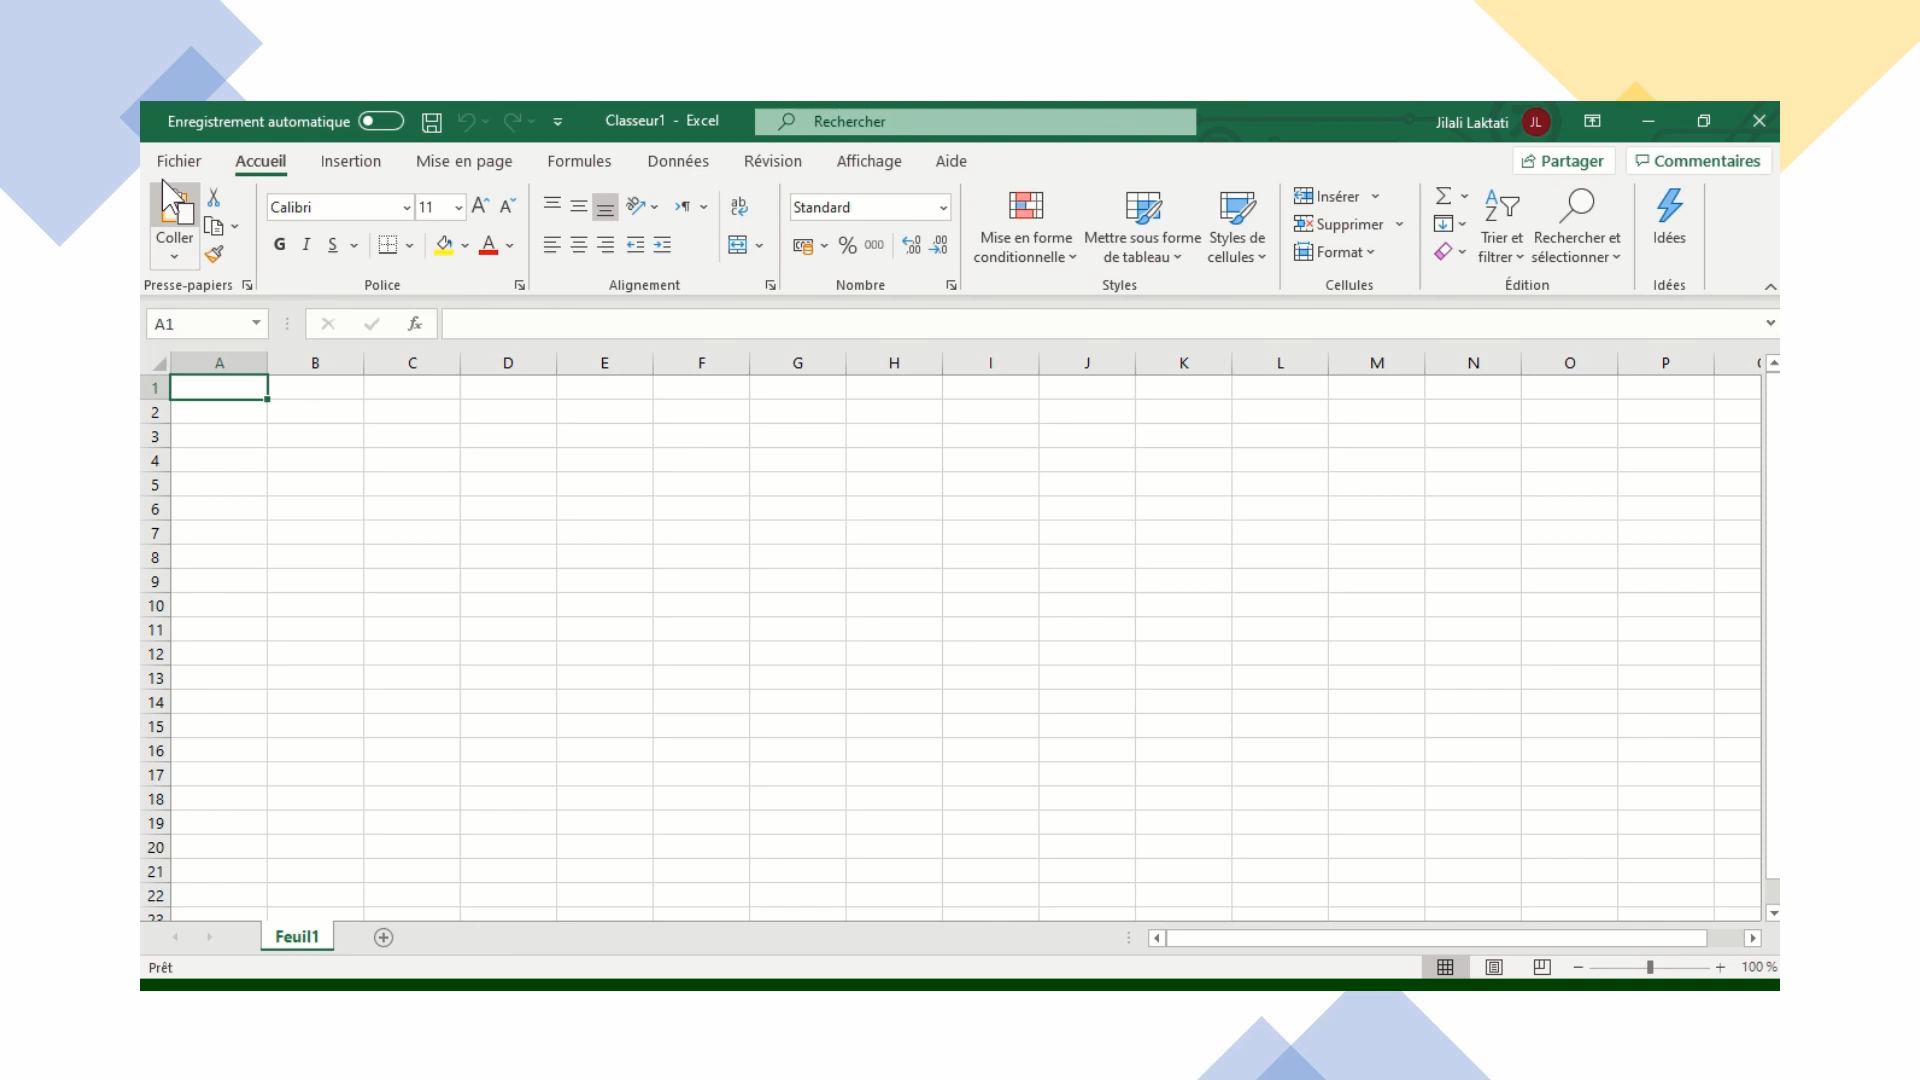 Enregistrement automatique
Classeur1 - Excel
Rechercher
Jilali Laktati
JL
Fichier
Accueil
Insertion
Mise en page
Formules
Données
Révision
Affichage
Aide
Partager
Commentaires
Coller
Presse-papiers
Calibri
11
G I S
Police
Alignement
Standard
% 000
Nombre
Mise en forme
conditionnelle
Mettre sous forme
de tableau
Styles de
cellules
Styles
Insérer
Supprimer
Format
Cellules
Trier et
filtrer
Rechercher et
sélectionner
Édition
Idées
Idées
A1
fx
A B C D E F G H I J K L M N O P
1
2
3
4
5
6
7
8
9
10
11
12
13
14
15
16
17
18
19
20
21
22
23
Feuil1
Prêt
100 %